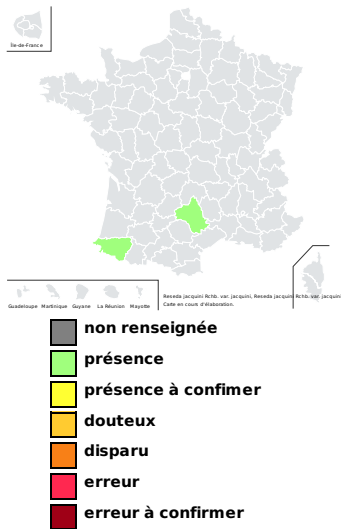 Île-de-France
Guadeloupe Martinique Guyane La Réunion Mayotte
Reseda jacquini Rchb. var. jacquini, Reseda jacquini Rchb. var. jacquini
Carte en cours d'élaboration.
non renseignée
présence
présence à confimer
douteux
disparu
erreur
erreur à confirmer